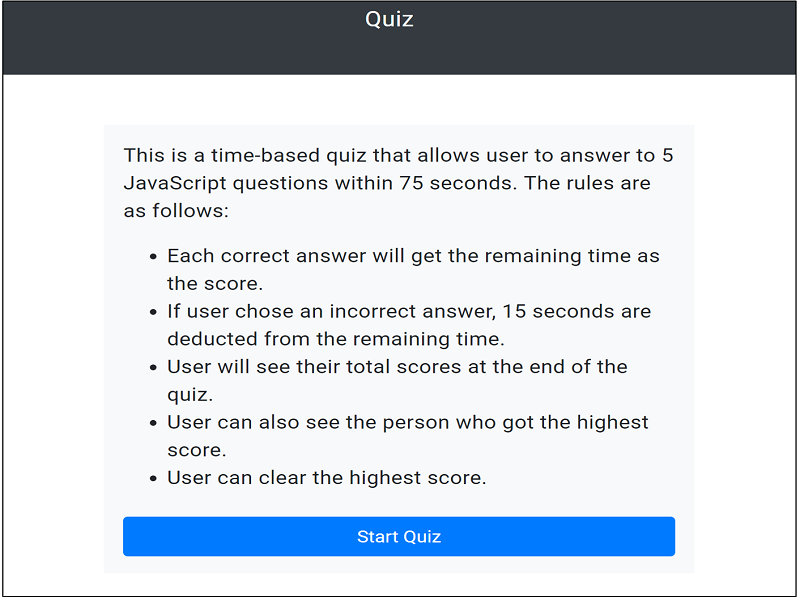 Quiz
This is a time-based quiz that allows user to answer to 5
JavaScript questions within 75 seconds. The rules are
as follows:
• Each correct answer will get the remaining time as
the score.
• If user chose an incorrect answer, 15 seconds are
deducted from the remaining time.
• User will see their total scores at the end of the
quiz.
• User can also see the person who got the highest
score.
• User can clear the highest score.
Start Quiz